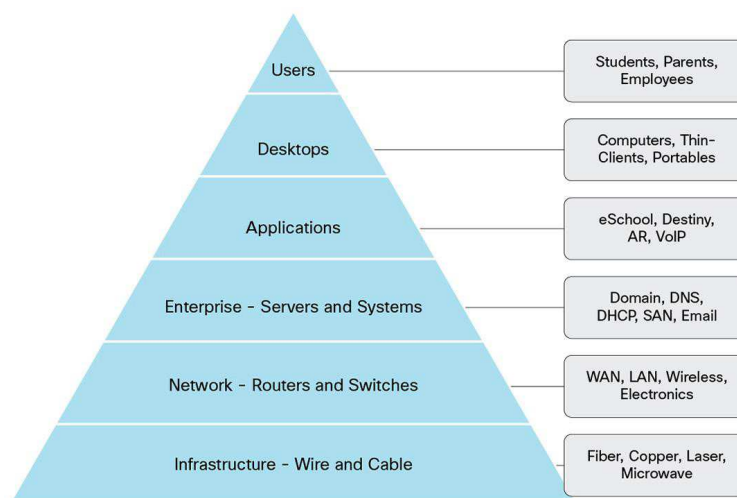 Users
Students, Parents,
Employees
Desktops
Computers, Thin-
Clients, Portables
Applications
eSchool, Destiny,
AR, VoIP
Enterprise - Servers and Systems
Domain, DNS,
DHCP, SAN, Email
Network - Routers and Switches
WAN, LAN, Wireless,
Electronics
Infrastructure - Wire and Cable
Fiber, Copper, Laser,
Microwave